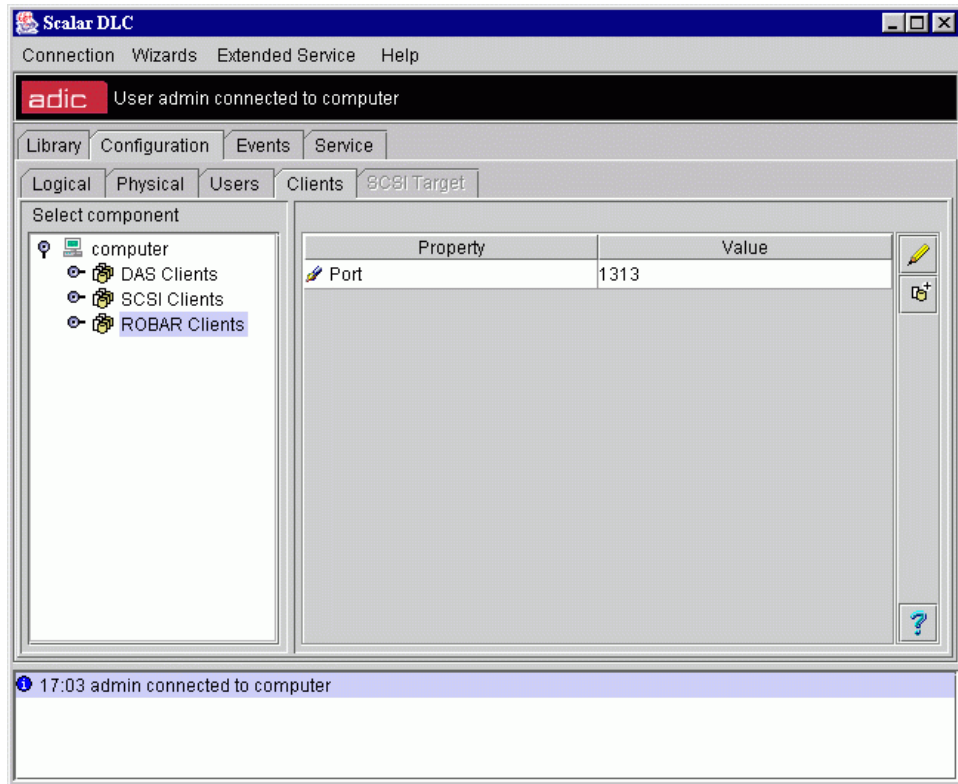 Scalar DLC
Connection Wizards Extended Service Help
adic User admin connected to computer
Library Configuration Events Service
Logical Physical Users Clients SCSI Target
Select component
computer
DAS Clients
SCSI Clients
ROBAR Clients
Property Value
Port 1313
17:03 admin connected to computer